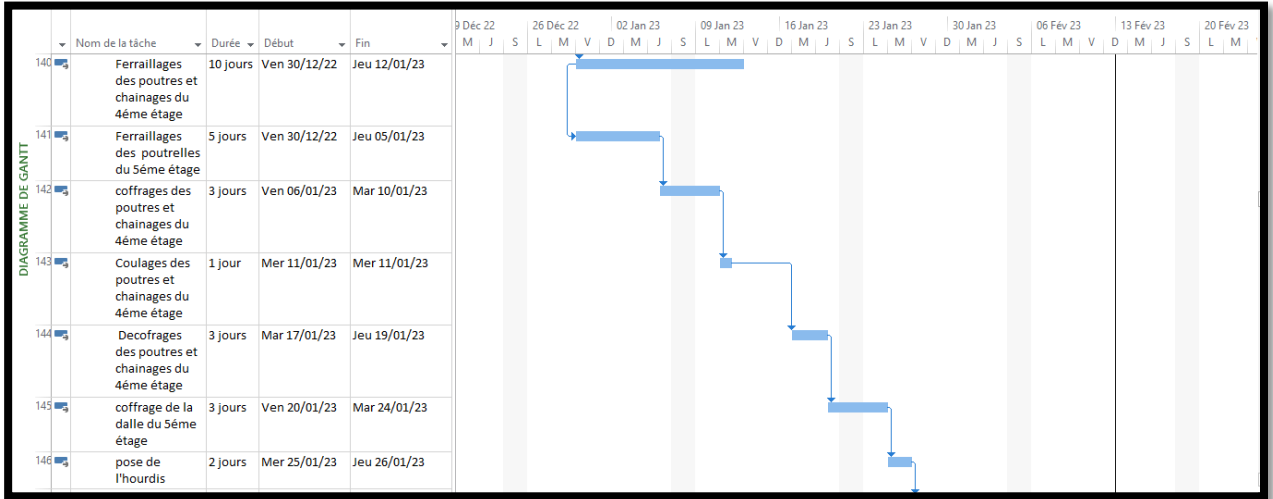 9 Déc 22 26 Déc 22 02 Jan 23 09 Jan 23 16 Jan 23 23 Jan 23 30 Jan 23 06 Fév 23 13 Fév 23 20 Fév 23
Nom de la tâche Durée Début Fin M J S L M V D M J S L M V D M J S L M V D M J S L M V D M J S L M
140 Ferraillages 10 jours Ven 30/12/22 Jeu 12/01/23
des poutres et
chainages du
4éme étage
141 Ferraillages 5 jours Ven 30/12/22 Jeu 05/01/23
des poutrelles
du 5éme étage
142 coffrages des 3 jours Ven 06/01/23 Mar 10/01/23
poutres et
chainages du
4éme étage
143 Coulages des 1 jour Mer 11/01/23 Mer 11/01/23
poutres et
chainages du
4éme étage
144 Decofrages 3 jours Mar 17/01/23 Jeu 19/01/23
des poutres et
chainages du
4éme étage
145 coffrage de la 3 jours Ven 20/01/23 Mar 24/01/23
dalle du 5éme
étage
146 pose de 2 jours Mer 25/01/23 Jeu 26/01/23
l'hourdis
DIAGRAMME DE GANTT